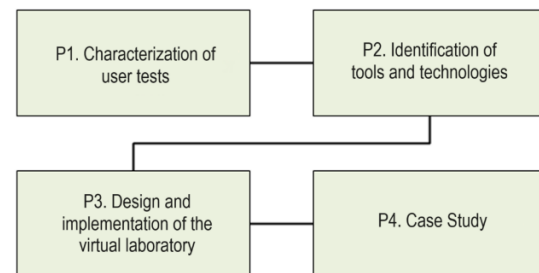 P1. Characterization of
user tests
P2. Identification of
tools and technologies
P3. Design and
implementation of the
virtual laboratory
P4. Case Study